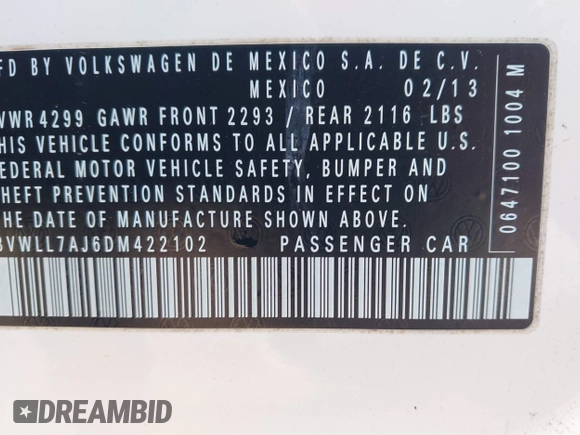 FD BY VOLKSWAGEN DE MEXICO S.A. DE C.V.
MEXICO 02/13
VWR 4299 GAWR FRONT 2293 / REAR 2116 LBS
HIS VEHICLE CONFORMS TO ALL APPLICABLE U.S.
EDERAL MOTOR VEHICLE SAFETY, BUMPER AND
HEFT PREVENTION STANDARDS IN EFFECT ON
HE DATE OF MANUFACTURE SHOWN ABOVE.
3VWLL7AJ6DM422102 PASSENGER CAR
0647100 1004 M
DREAMBID